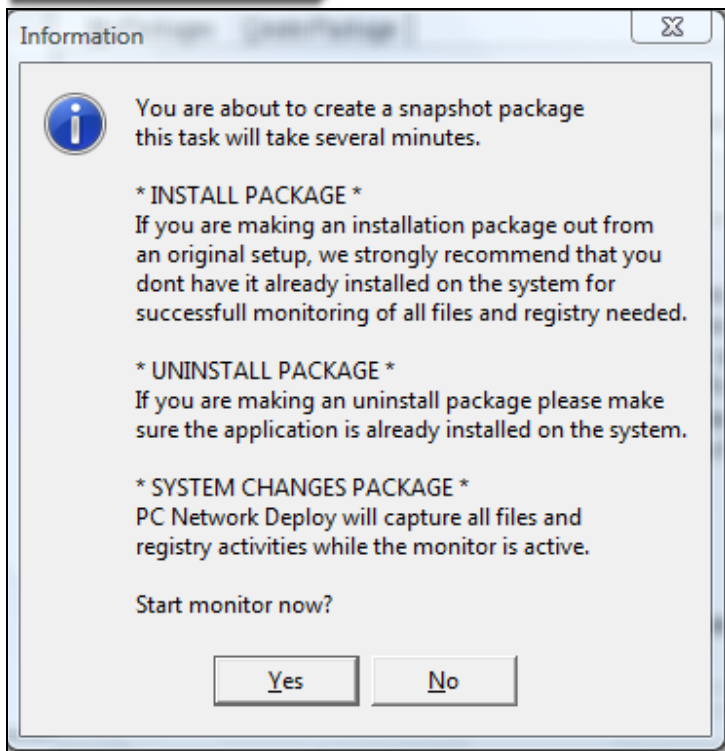 Information
You are about to create a snapshot package
this task will take several minutes.
* INSTALL PACKAGE *
If you are making an installation package out from
an original setup, we strongly recommend that you
dont have it already installed on the system for
successfull monitoring of all files and registry needed.
* UNINSTALL PACKAGE *
If you are making an uninstall package please make
sure the application is already installed on the system.
* SYSTEM CHANGES PACKAGE *
PC Network Deploy will capture all files and
registry activities while the monitor is active.
Start monitor now?
Yes No